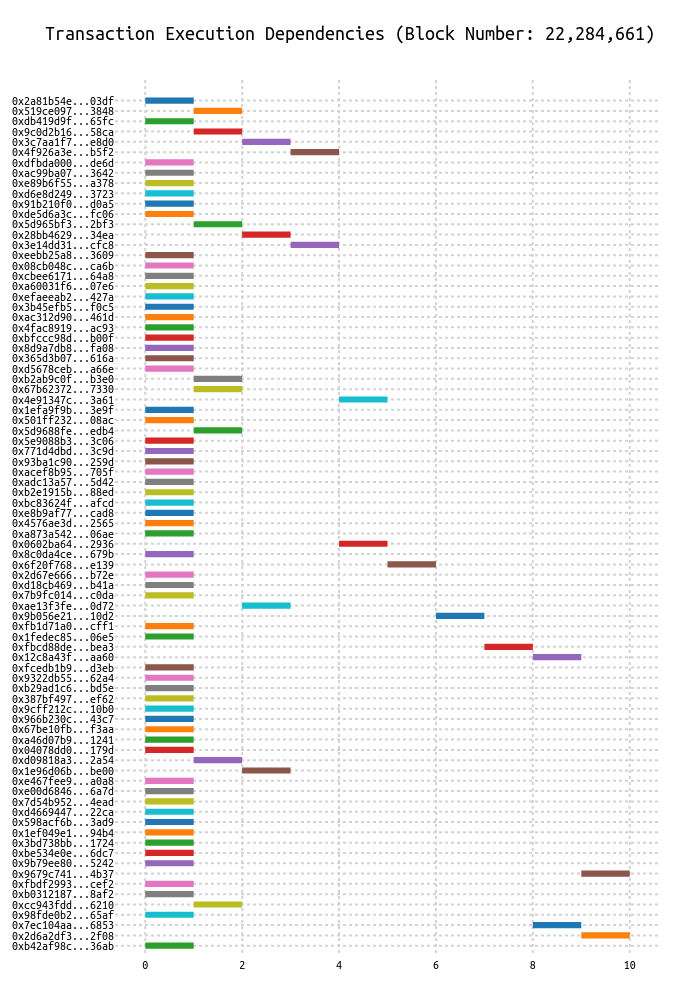 Transaction Execution Dependencies (Block Number: 22,284,661)
0x2a81b54e...03df
0x519ce097...3848
0xdb419d9f...65fc
0x9c0d2b16...58ca
0x3c7aa1f7...e8d0
0x4f926a3e...b5f2
0xdfbda000...de6d
0xac99ba07...3642
0xe89b6f55...a378
0xd6e8d249...3723
0x91b210f0...d0a5
0xde5d6a3c...fc06
0x5d965bf3...2bf3
0x28bb4629...34ea
0x3e14dd31...cfc8
0xeebb25a8...3609
0x08cb048c...ca6b
0xcbee6171...64a8
0xa60031f6...07e6
0xefaeeab2...427a
0x3b45efb5...f0c5
0xac312d90...461d
0x4fac8919...ac93
0xbfccc98d...b00f
0x8d9a7db8...fa08
0x365d3b07...616a
0xd5678ceb...a66e
0xb2ab9c0f...b3e0
0x67b62372...7330
0x4e91347c...3a61
0x1efa9f9b...3e9f
0x501ff232...08ac
0x5d9688fe...edb4
0x5e9088b3...3c06
0x771d4dbd...3c9d
0x93ba1c90...259d
0xacef8b95...705f
0xadc13a57...5d42
0xb2e1915b...88ed
0xbc83624f...afcd
0xe8b9af77...cad8
0x4576ae3d...2565
0xa873a542...06ae
0x0602ba64...2936
0x8c0da4ce...679b
0x6f20f768...e139
0x2d67e666...b72e
0xd18cb469...b41a
0x7b9fc014...c0da
0xae13f3fe...0d72
0x9b056e21...10d2
0xfb1d71a0...cff1
0x1fedec85...06e5
0xfbcd88de...bea3
0x12c8a43f...aa60
0xfcedb1b9...d3eb
0x9322db55...62a4
0xb29ad1c6...bd5e
0x387bf497...ef62
0x9cff212c...10b0
0x966b230c...43c7
0x67be10fb...f3aa
0xa46d07b9...1241
0x04078dd0...179d
0xd09818a3...2a54
0x1e96d06b...be00
0xe467fee9...a0a8
0xe00d6846...6a7d
0x7d54b952...4ead
0xd4669447...22ca
0x598acf6b...3ad9
0x1ef049e1...94b4
0x3bd738bb...1724
0xbe534e0e...6dc7
0x9b79ee80...5242
0x9679c741...4b37
0xfbdf2993...cef2
0xb0312187...8af2
0xcc943fdd...6210
0x98fde0b2...65af
0x7ec104aa...6853
0x2d6a2df3...2f08
0xb42af98c...36ab
0 2 4 6 8 10